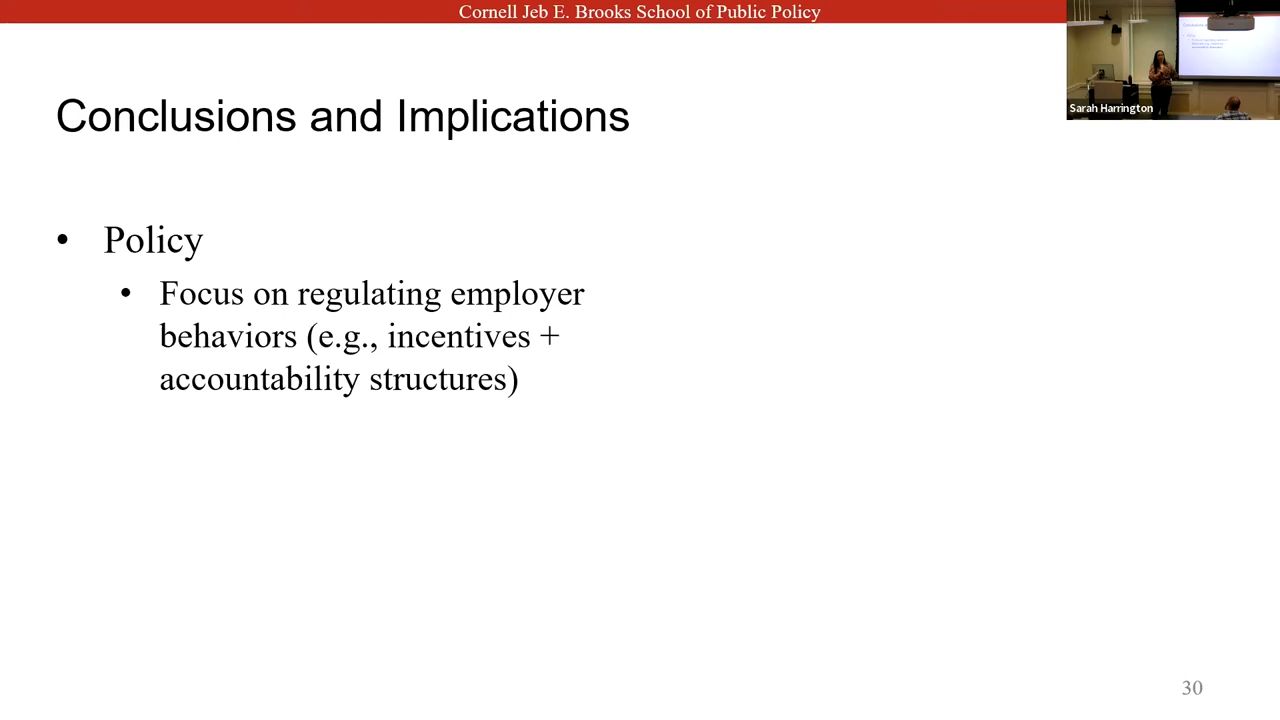 Cornell Jeb E. Brooks School of Public Policy
Sarah Harrington
Conclusions and Implications
• Policy
• Focus on regulating employer
behaviors (e.g., incentives +
accountability structures)
30